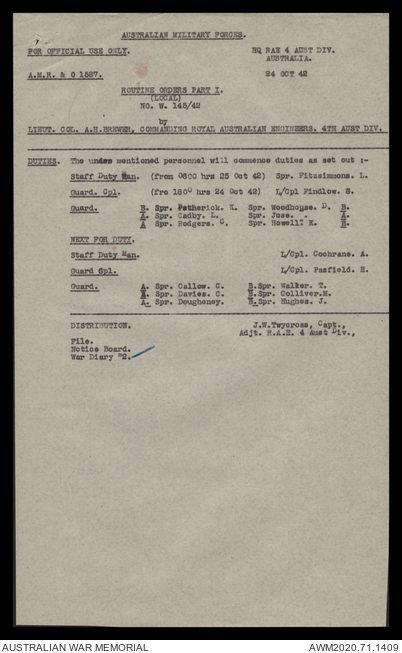 AUSTRALIAN MILITARY FORCES.
FOR OFFICIAL USE ONLY. HQ RAE 4 AUST DIV.
AUSTRALIA.
A.M.R. & O 1587. 24 OCT 42
ROUTINE ORDERS PART I.
(LOCAL)
NO. W. 145/42
by
LIEUT. COL. A.H.BREWER, COMMANDING ROYAL AUSTRALIAN ENGINEERS. 4TH AUST DIV.
DUTIES. The under mentioned personnel will commence duties as set out :-
Staff Duty Man. (from 0600 hrs 25 Oct 42) Spr. Fitzsimmons. L.
Guard. Cpl. (fro 1800 hrs 24 Oct 42) L/Cpl Findlow. S.
Guard. B. Spr. Petherick. Spr. Woodhouse. D. B.
A. Spr. Cadby. L. Spr. Jose. . A.
A Spr. Rodgers. C. Spr. Howell. K.
NEXT FOR DUTY.
Staff Duty Man. L/Cpl. Cochrane. A.
Guard Cpl. L/Cpl. Pasfield. H.
Guard. A. Spr. Callow. C. B.Spr. Walker. T.
Spr. Davies. C. Spr. Colliver.M.
A. Spr. Dougheney. Spr. Hughes. J.
DISTRIBUTION. J.W.Twycross, Capt.,
Adjt. R.A.E. 4 Aust Div.,
File.
Notice Board.
War Diary "2.
AUSTRALIAN WAR MEMORIAL AWM2020.71.1409